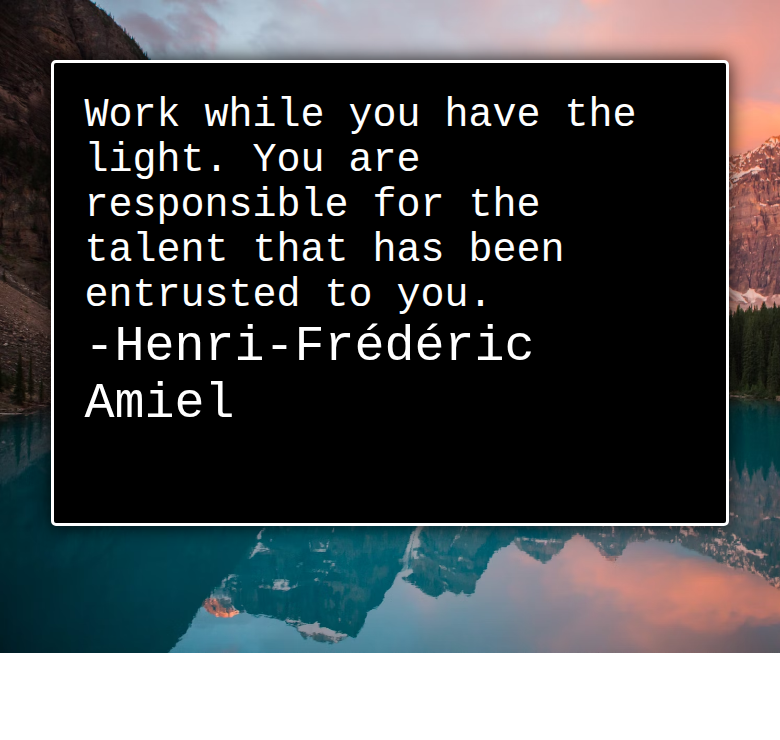 Work while you have the
light. You are
responsible for the
talent that has been
entrusted to you.
-Henri-Frédéric
Amiel